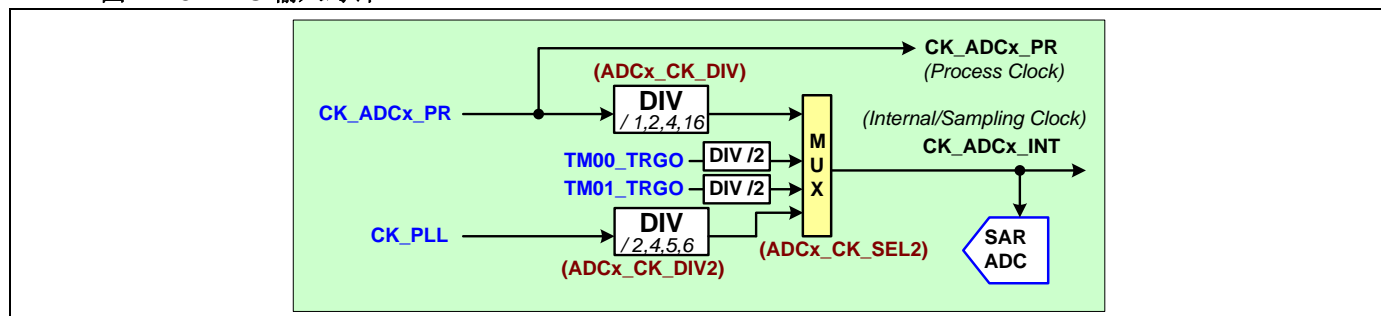 CK_ADCx_PR
(Process Clock)
(ADCx_CK_DIV)
DIV
/ 1,2,4,16
CK_ADCx_PR
(Internal/Sampling Clock)
CK_ADCx_INT
TM00_TRGO
DIV /2
TM01_TRGO
DIV /2
MUX
CK_PLL
DIV
/ 2,4,5,6
(ADCx_CK_DIV2)
(ADCx_CK_SEL2)
SAR
ADC